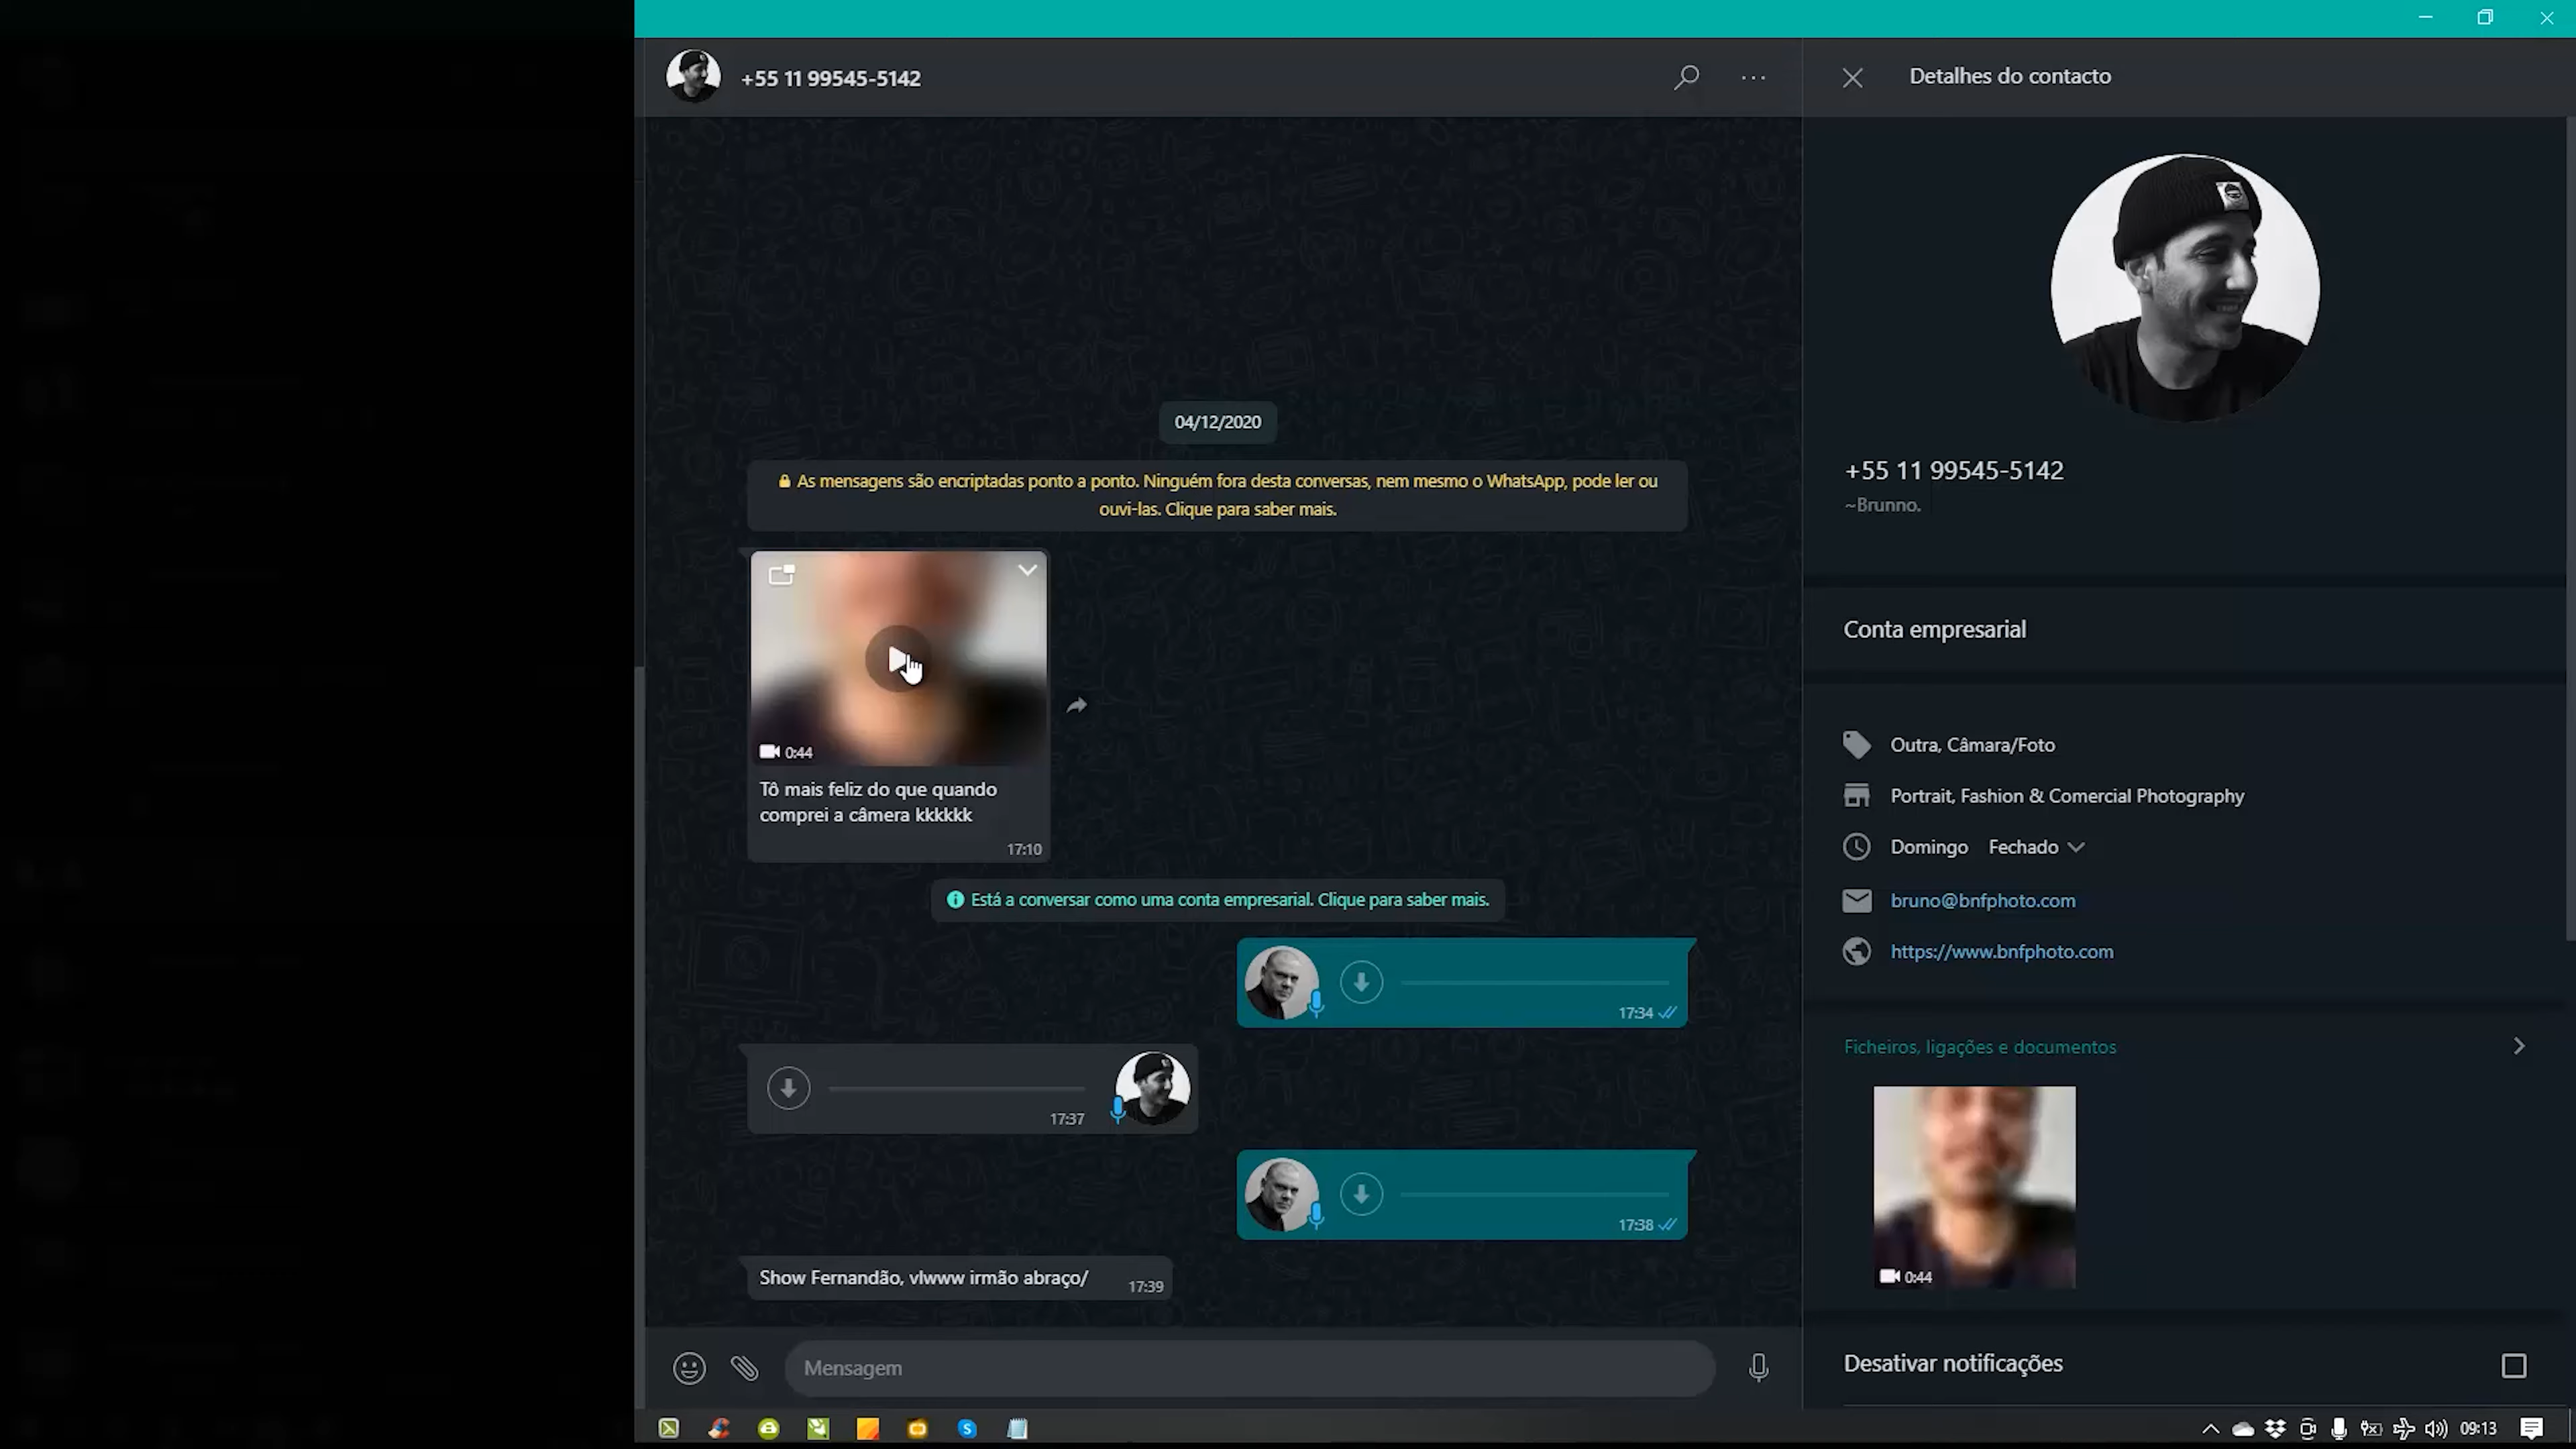 +55 11 99545-5142
Detalhes do contacto
04/12/2020
As mensagens são encriptadas ponto a ponto. Ninguém fora desta conversas, nem mesmo o WhatsApp, pode ler ou
ouvi-las. Clique para saber mais.
0:44
Tô mais feliz do que quando
comprei a câmera kkkkkk
17:10
Está a conversar como uma conta empresarial. Clique para saber mais.
17:34
17:37
17:38
Show Fernandão, vlwww irmão abraço/
17:39
Mensagem
+55 11 99545-5142
~Brunno.
Conta empresarial
Outra, Câmara/Foto
Portrait, Fashion & Comercial Photography
Domingo Fechado
bruno@bnfphoto.com
https://www.bnfphoto.com
Ficheiros, ligações e documentos
0:44
Desativar notificações
09:13